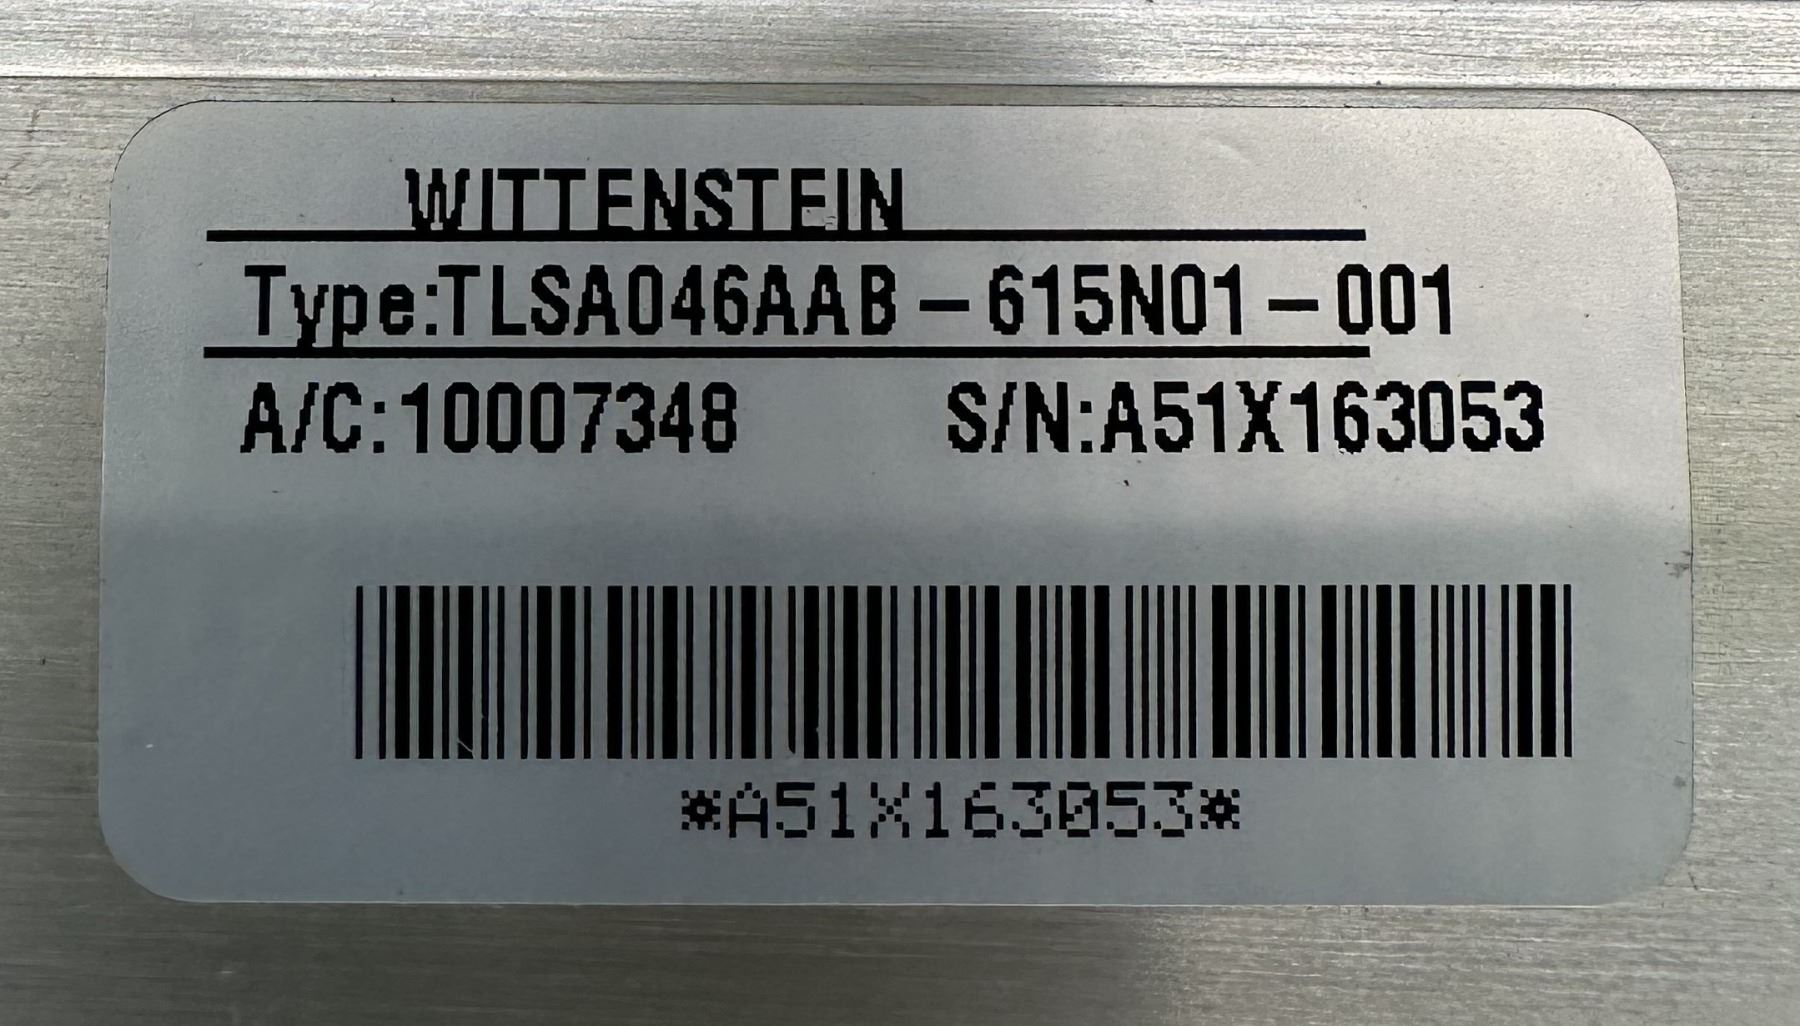 WITTENSTEIN
Type:TLSA046AAB-615N01-001
A/C:10007348 S/N:A51X163053
*A51X163053*